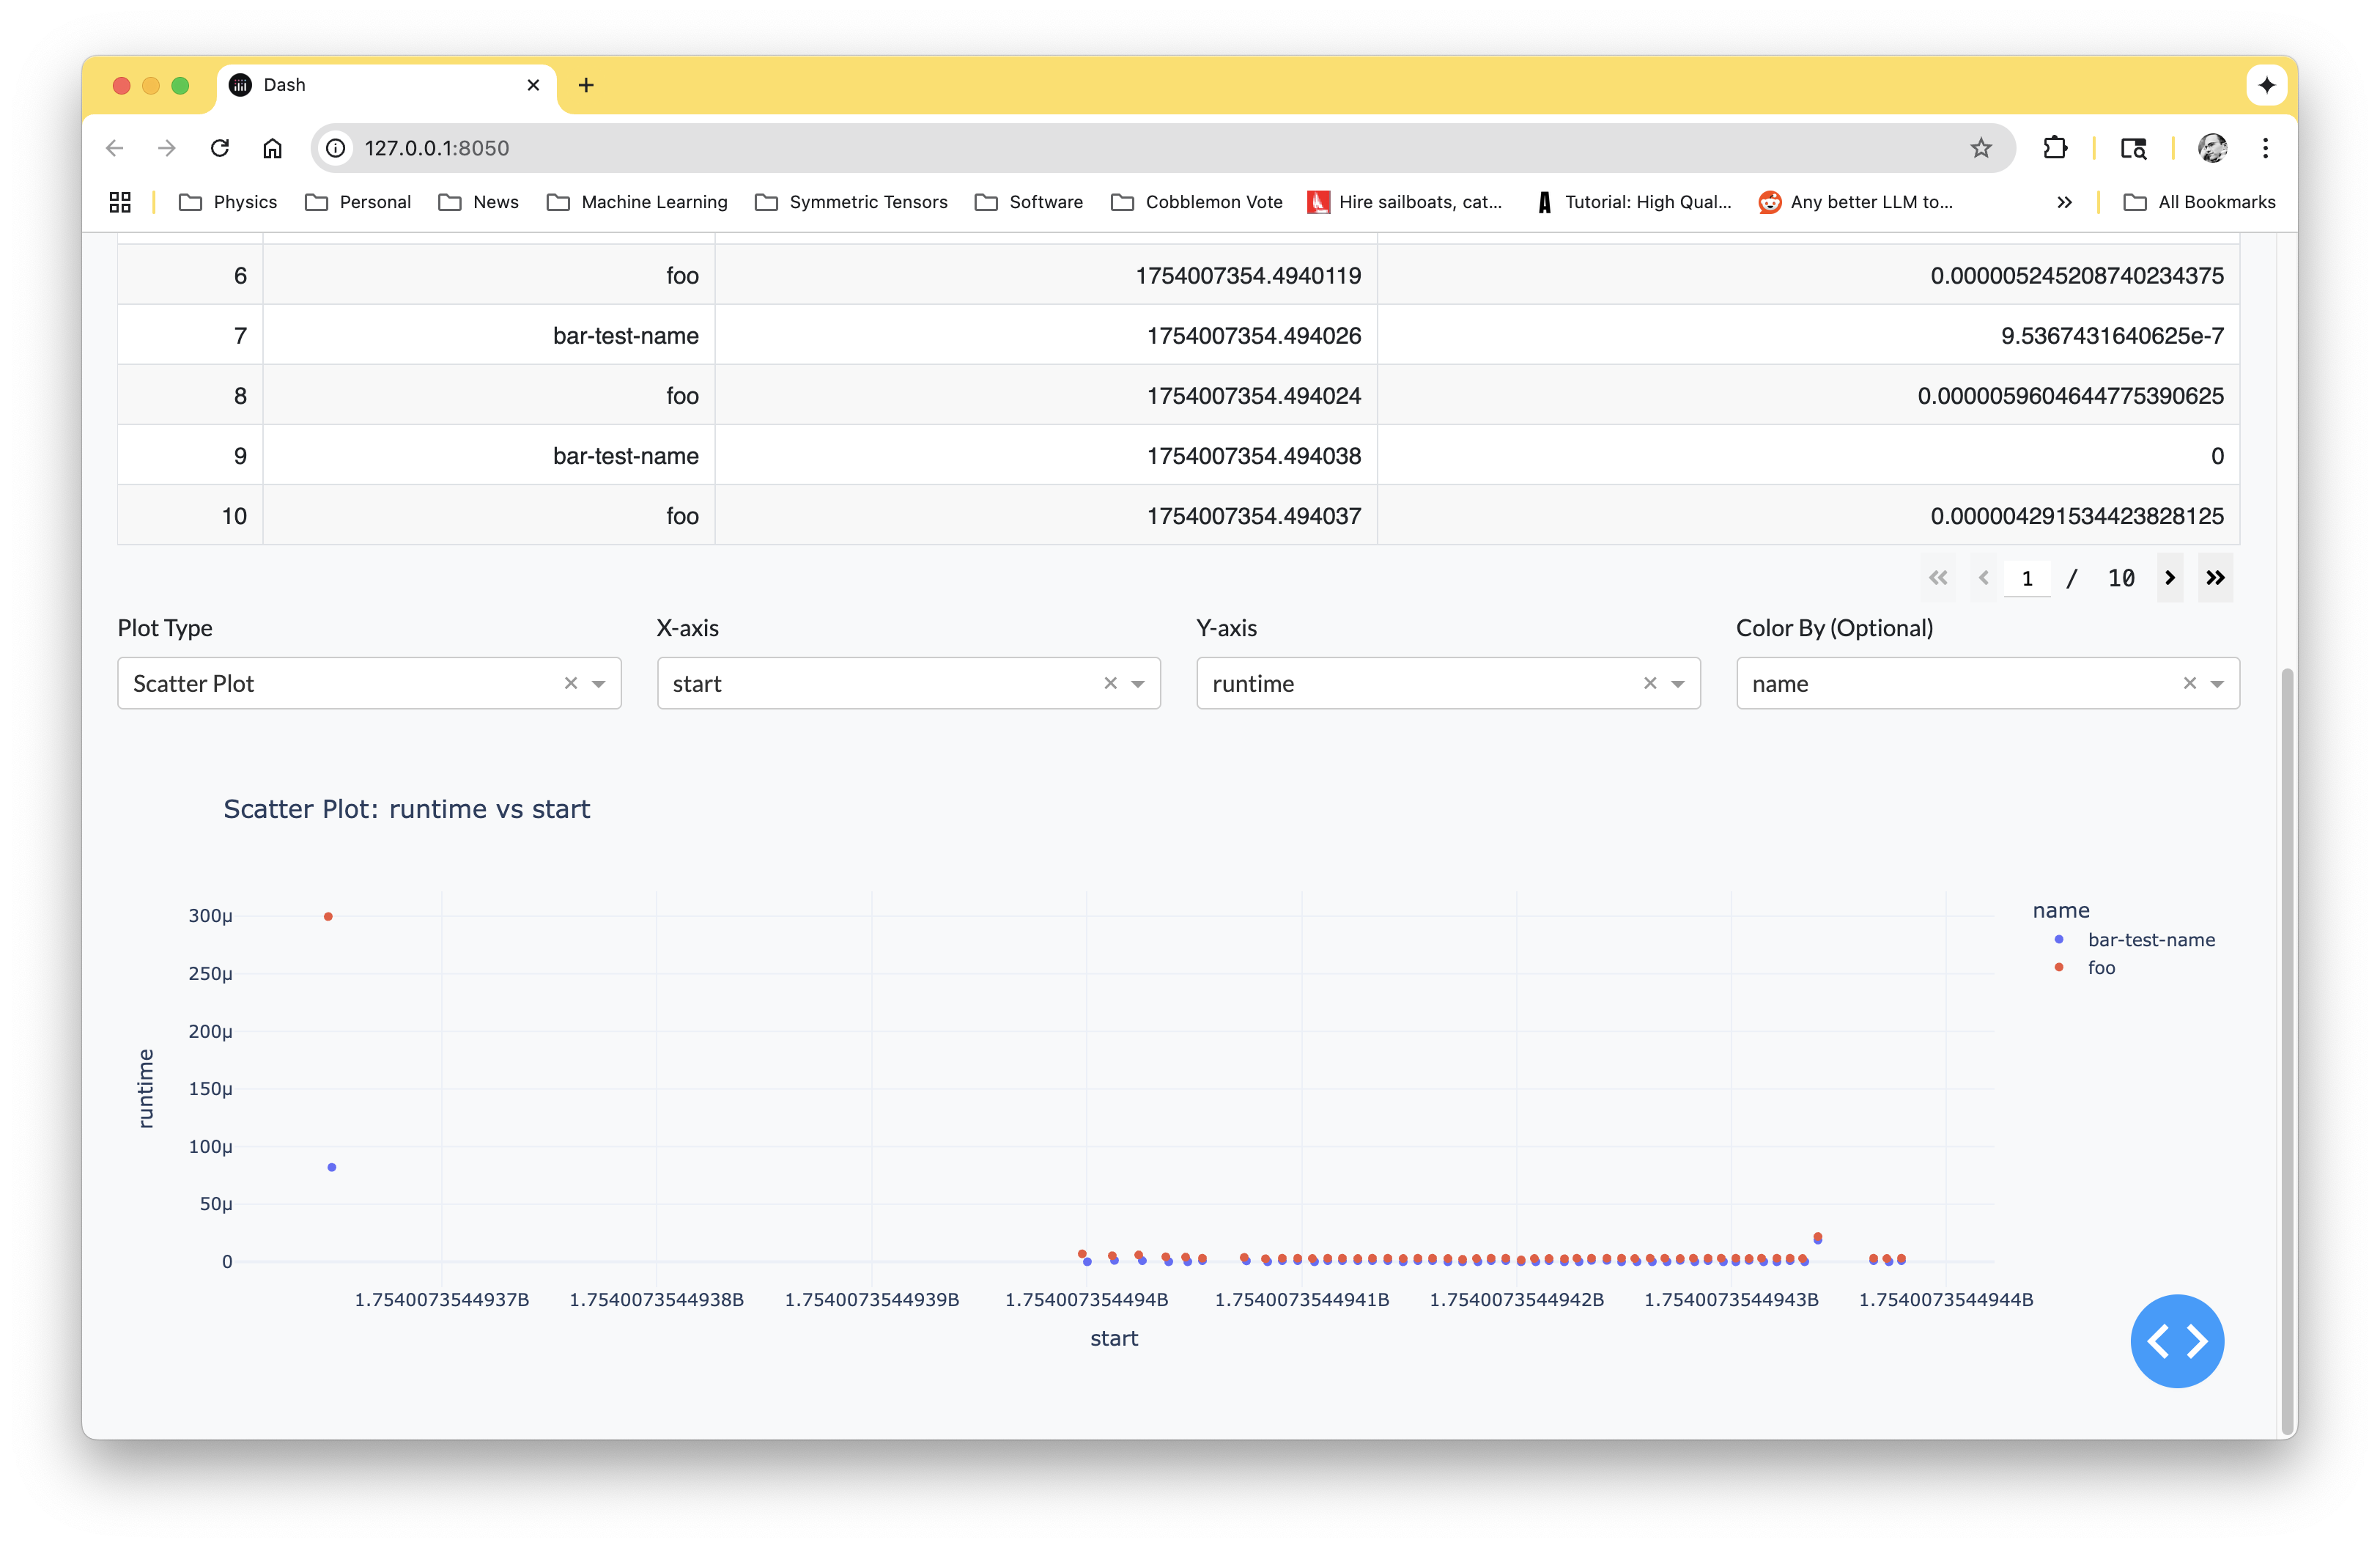 Dash
127.0.0.1:8050
Physics Personal News Machine Learning Symmetric Tensors Software Cobblemon Vote Hire sailboats, cat... Tutorial: High Qual... Any better LLM to... All Bookmarks
6 foo 1754007354.4940119 0.000005245208740234375
7 bar-test-name 1754007354.494026 9.5367431640625e-7
8 foo 1754007354.494024 0.0000059604644775390625
9 bar-test-name 1754007354.494038 0
10 foo 1754007354.494037 0.000004291534423828125
1 / 10
Plot Type X-axis Y-axis Color By (Optional)
Scatter Plot start runtime name
Scatter Plot: runtime vs start
name
bar-test-name
foo
300μ
250μ
200μ
150μ
100μ
50μ
0
runtime
1.7540073544937B 1.7540073544938B 1.7540073544939B 1.754007354494B 1.7540073544941B 1.7540073544942B 1.7540073544943B 1.7540073544944B
start